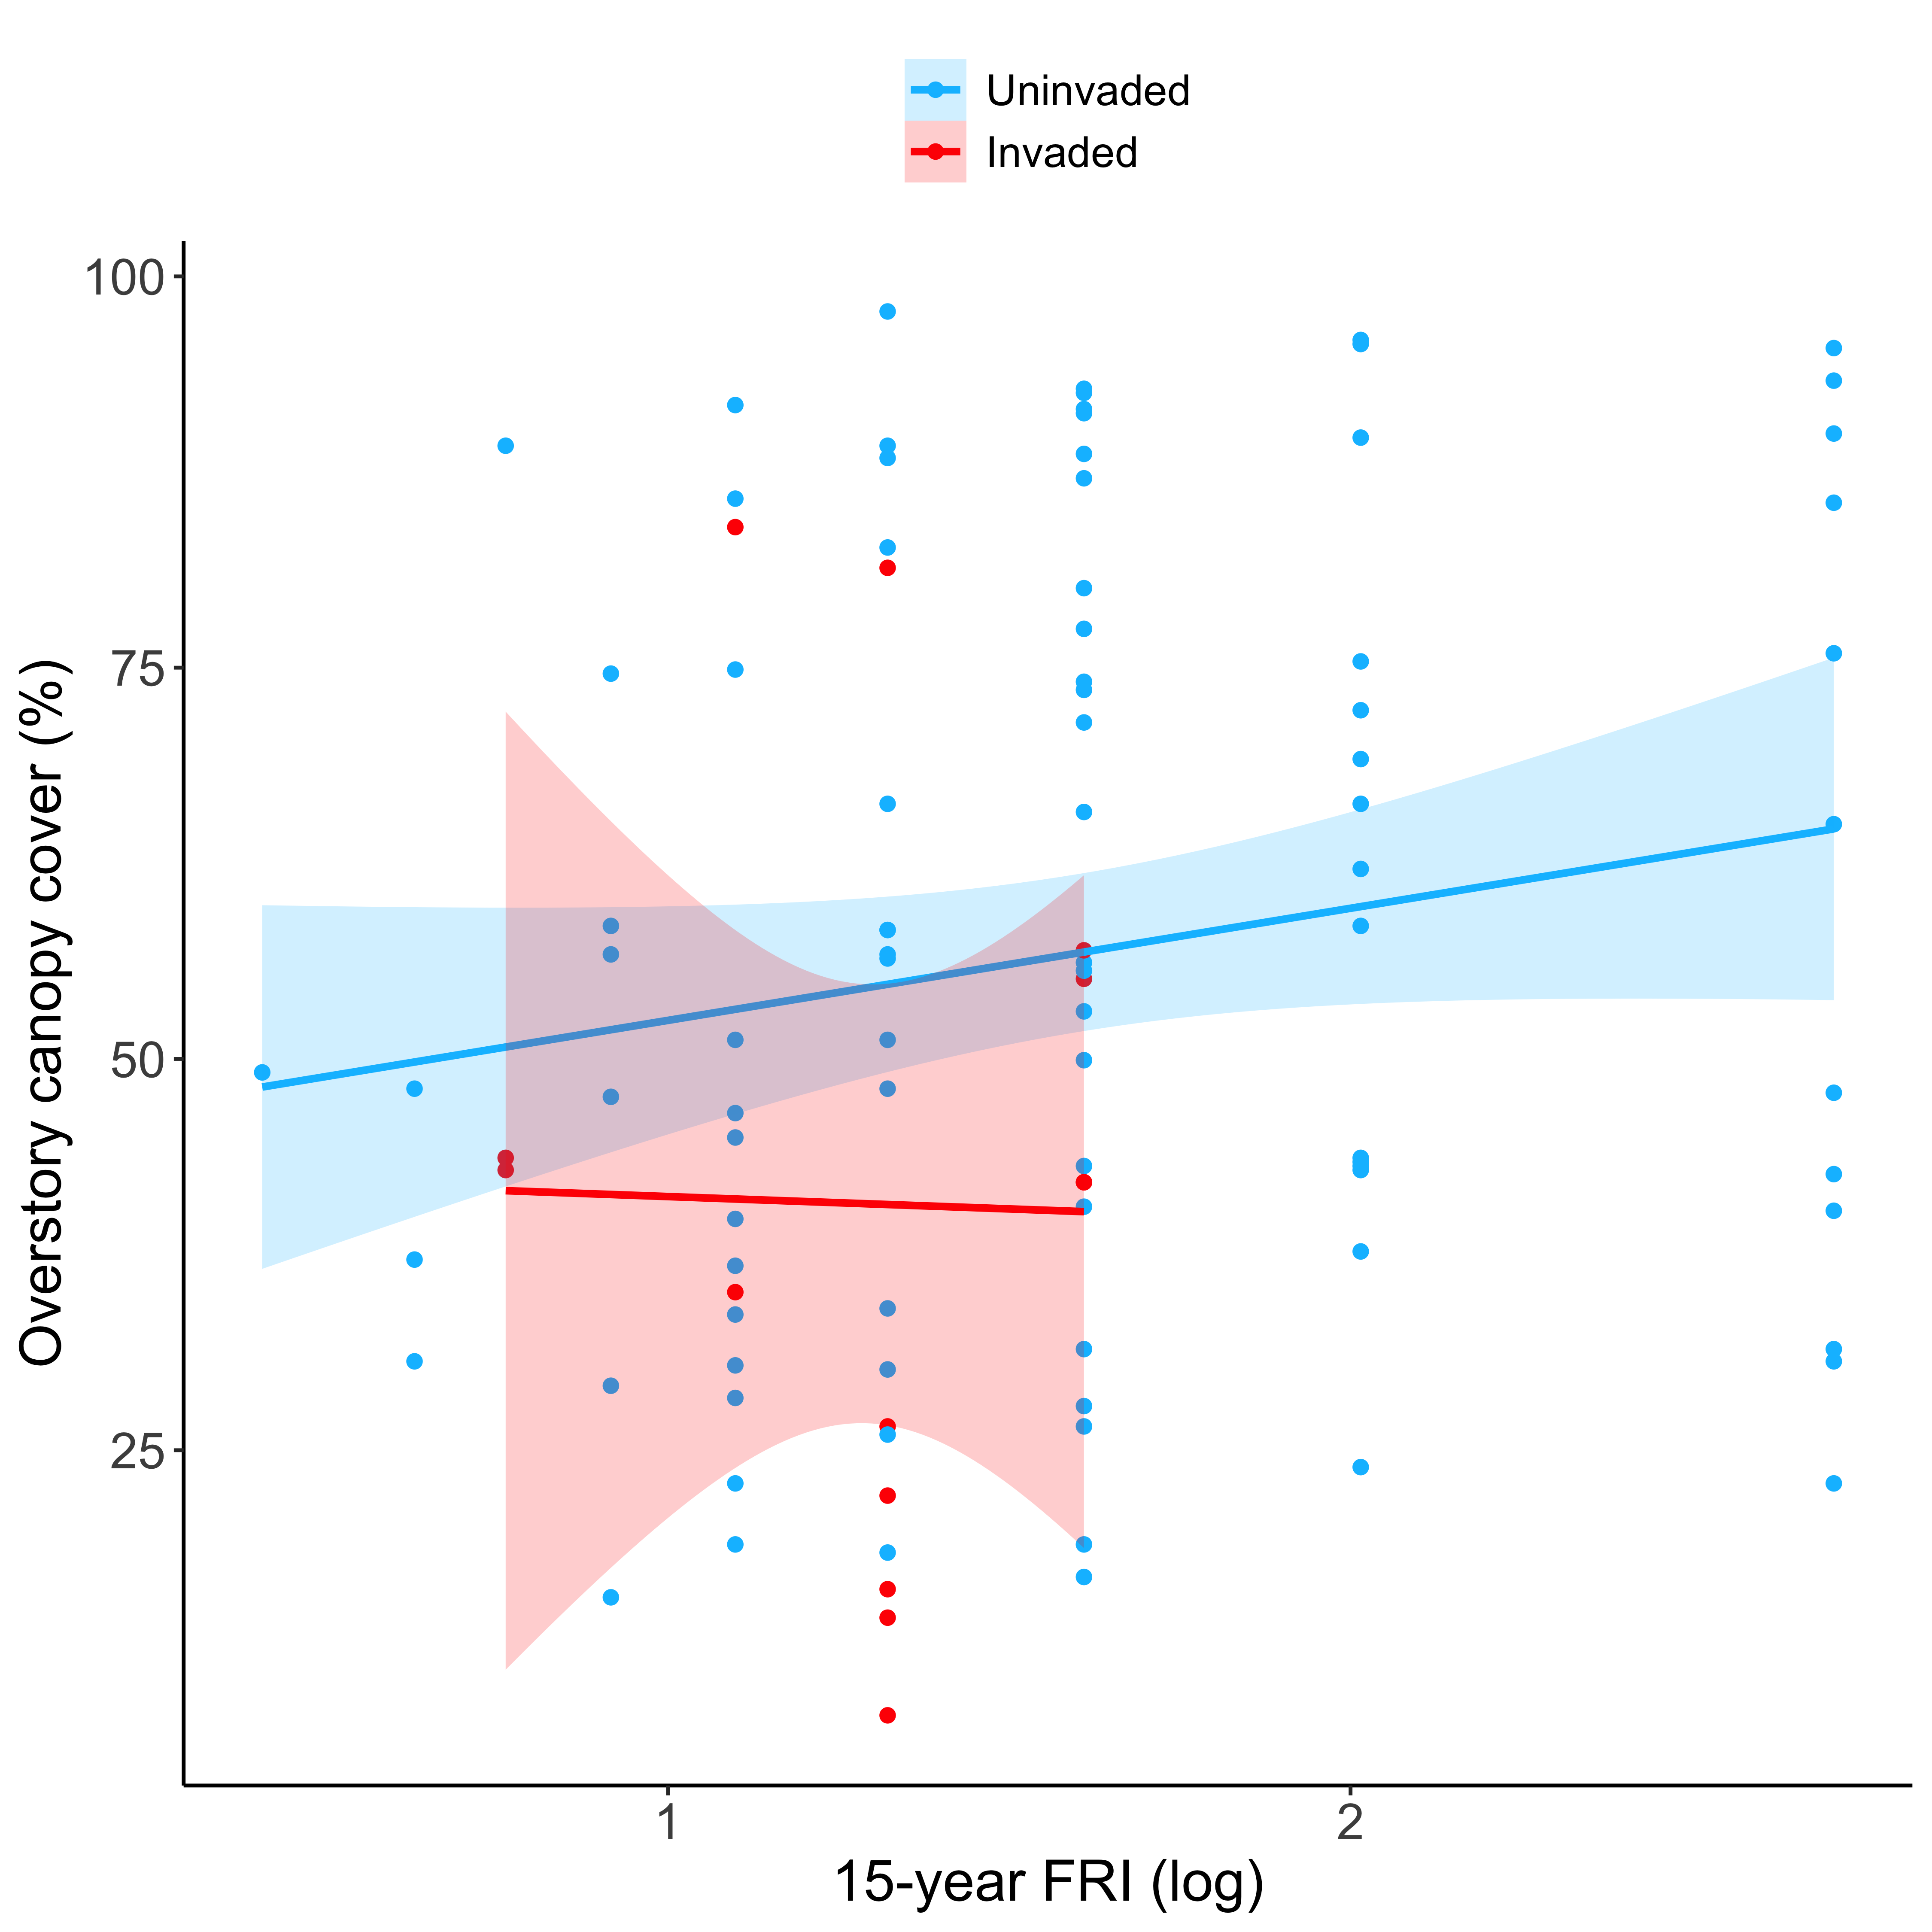 Uninvaded
Invaded
100
75
50
25
Overstory canopy cover (%)
1
2
15-year FRI (log)